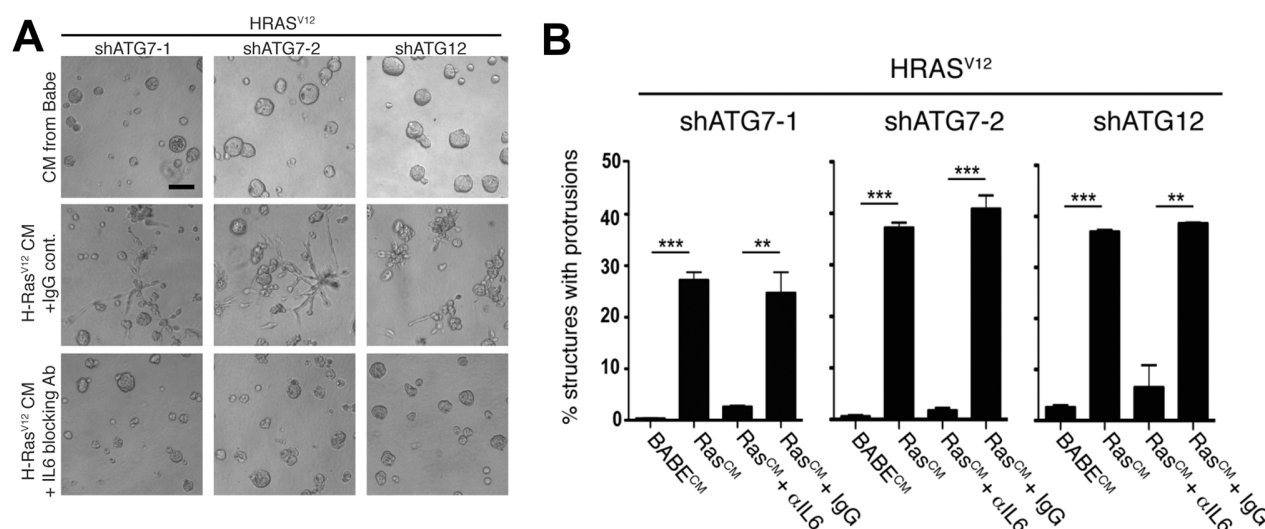 A
HRASV12
shATG7-1 shATG7-2 shATG12
CM from Babe
H-RasV12 CM
+IgG cont.
H-RasV12 CM
+ IL6 blocking Ab
B
HRASV12
shATG7-1 shATG7-2 shATG12
% structures with protrusions
50
40
30
20
10
0
*** ** *** *** *** **
BABECM RasCM RasCM + αIL6 RasCM + IgG
BABECM RasCM RasCM + αIL6 RasCM + IgG
BABECM RasCM RasCM + αIL6 RasCM + IgG